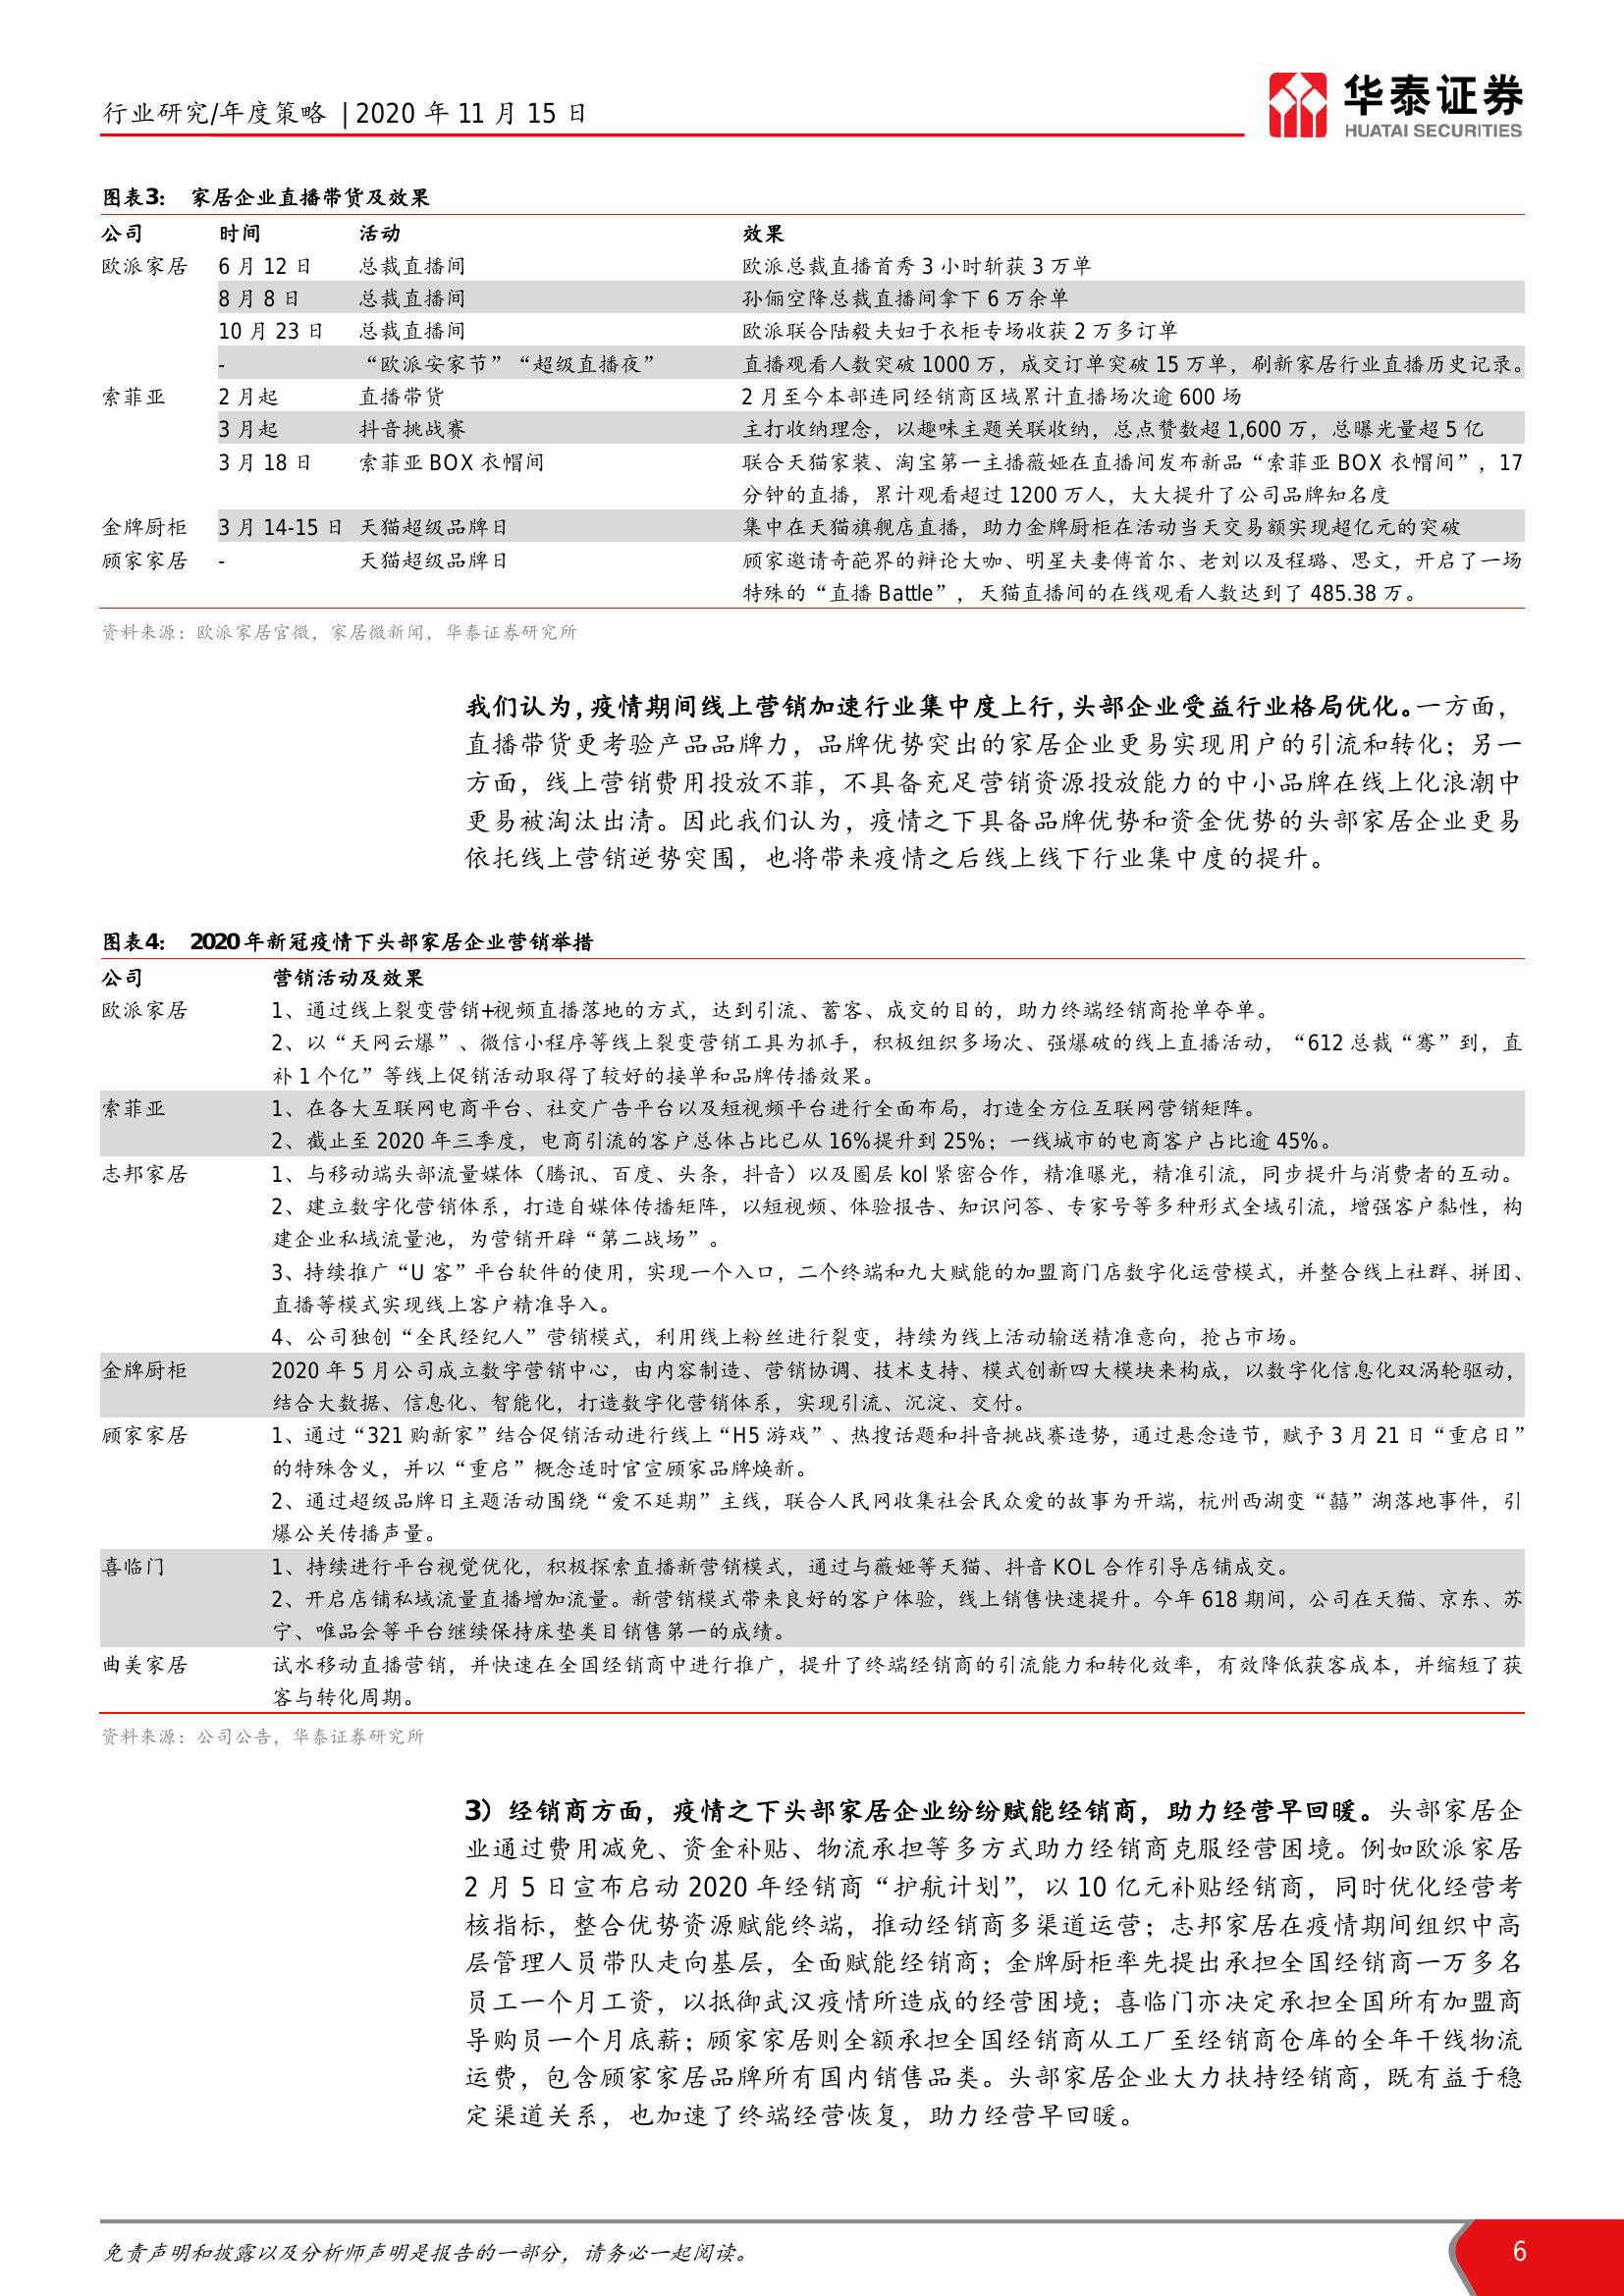 行业研究/年度策略 | 2020 年 11 月 15 日
华泰证券
HUATAI SECURITIES
图表3： 家居企业直播带货及效果
公司 时间 活动 效果
欧派家居 6 月 12 日 总裁直播间 欧派总裁直播首秀 3 小时斩获 3 万单
8 月 8 日 总裁直播间 孙俪空降总裁直播间拿下 6 万余单
10 月 23 日 总裁直播间 欧派联合陆毅夫妇于衣柜专场收获 2 万多订单
- “欧派安家节”“超级直播夜” 直播观看人数突破 1000 万，成交订单突破 15 万单，刷新家居行业直播历史记录。
索菲亚 2 月起 直播带货 2 月至今本部连同经销商区域累计直播场次逾 600 场
3 月起 抖音挑战赛 主打收纳理念，以趣味主题关联收纳，总点赞数超 1,600 万，总曝光量超 5 亿
3 月 18 日 索菲亚 BOX 衣帽间 联合天猫家装、淘宝第一主播薇娅在直播间发布新品“索菲亚 BOX 衣帽间”，17
分钟的直播，累计观看超过 1200 万人，大大提升了公司品牌知名度
金牌厨柜 3 月 14-15 日 天猫超级品牌日 集中在天猫旗舰店直播，助力金牌厨柜在活动当天交易额实现超亿元的突破
顾家家居 - 天猫超级品牌日 顾家邀请奇葩界的辩论大咖、明星夫妻傅首尔、老刘以及程璐、思文，开启了一场
特殊的“直播 Battle”，天猫直播间的在线观看人数达到了 485.38 万。
资料来源：欧派家居官微，家居微新闻，华泰证券研究所
我们认为，疫情期间线上营销加速行业集中度上行，头部企业受益行业格局优化。一方面，
直播带货更考验产品品牌力，品牌优势突出的家居企业更易实现用户的引流和转化；另一
方面，线上营销费用投放不菲，不具备充足营销资源投放能力的中小品牌在线上化浪潮中
更易被淘汰出清。因此我们认为，疫情之下具备品牌优势和资金优势的头部家居企业更易
依托线上营销逆势突围，也将带来疫情之后线上线下行业集中度的提升。
图表4： 2020 年新冠疫情下头部家居企业营销举措
公司 营销活动及效果
欧派家居 1、通过线上裂变营销+视频直播落地的方式，达到引流、蓄客、成交的目的，助力终端经销商抢单夺单。
2、以“天网云爆”、微信小程序等线上裂变营销工具为抓手，积极组织多场次、强爆破的线上直播活动，“612 总裁“骞”到，直
补 1 个亿”等线上促销活动取得了较好的接单和品牌传播效果。
索菲亚 1、在各大互联网电商平台、社交广告平台以及短视频平台进行全面布局，打造全方位互联网营销矩阵。
2、截止至 2020 年三季度，电商引流的客户总体占比已从 16%提升到 25%；一线城市的电商客户占比逾 45%。
志邦家居 1、与移动端头部流量媒体（腾讯、百度、头条，抖音）以及圈层 kol 紧密合作，精准曝光，精准引流，同步提升与消费者的互动。
2、建立数字化营销体系，打造自媒体传播矩阵，以短视频、体验报告、知识问答、专家号等多种形式全域引流，增强客户黏性，构
建企业私域流量池，为营销开辟“第二战场”。
3、持续推广“U 客”平台软件的使用，实现一个入口，二个终端和九大赋能的加盟商门店数字化运营模式，并整合线上社群、拼团、
直播等模式实现线上客户精准导入。
4、公司独创“全民经纪人”营销模式，利用线上粉丝进行裂变，持续为线上活动输送精准意向，抢占市场。
金牌厨柜 2020 年 5 月公司成立数字营销中心，由内容制造、营销协调、技术支持、模式创新四大模块来构成，以数字化信息化双涡轮驱动，
结合大数据、信息化、智能化，打造数字化营销体系，实现引流、沉淀、交付。
顾家家居 1、通过“321 购新家”结合促销活动进行线上“H5 游戏”、热搜话题和抖音挑战赛造势，通过悬念造节，赋予 3 月 21 日“重启日”
的特殊含义，并以“重启”概念适时官宣顾家品牌焕新。
2、通过超级品牌日主题活动围绕“爱不延期”主线，联合人民网收集社会民众爱的故事为开端，杭州西湖变“囍”湖落地事件，引
爆公关传播声量。
喜临门 1、持续进行平台视觉优化，积极探索直播新营销模式，通过与薇娅等天猫、抖音 KOL 合作引导店铺成交。
2、开启店铺私域流量直播增加流量。新营销模式带来良好的客户体验，线上销售快速提升。今年 618 期间，公司在天猫、京东、苏
宁、唯品会等平台继续保持床垫类目销售第一的成绩。
曲美家居 试水移动直播营销，并快速在全国经销商中进行推广，提升了终端经销商的引流能力和转化效率，有效降低获客成本，并缩短了获
客与转化周期。
资料来源：公司公告，华泰证券研究所
3）经销商方面，疫情之下头部家居企业纷纷赋能经销商，助力经营早回暖。头部家居企
业通过费用减免、资金补贴、物流承担等多方式助力经销商克服经营困境。例如欧派家居
2 月 5 日宣布启动 2020 年经销商“护航计划”，以 10 亿元补贴经销商，同时优化经营考
核指标，整合优势资源赋能终端，推动经销商多渠道运营；志邦家居在疫情期间组织中高
层管理人员带队走向基层，全面赋能经销商；金牌厨柜率先提出承担全国经销商一万多名
员工一个月工资，以抵御武汉疫情所造成的经营困境；喜临门亦决定承担全国所有加盟商
导购员一个月底薪；顾家家居则全额承担全国经销商从工厂至经销商仓库的全年干线物流
运费，包含顾家家居品牌所有国内销售品类。头部家居企业大力扶持经销商，既有益于稳
定渠道关系，也加速了终端经营恢复，助力经营早回暖。
免责声明和披露以及分析师声明是报告的一部分，请务必一起阅读。
6